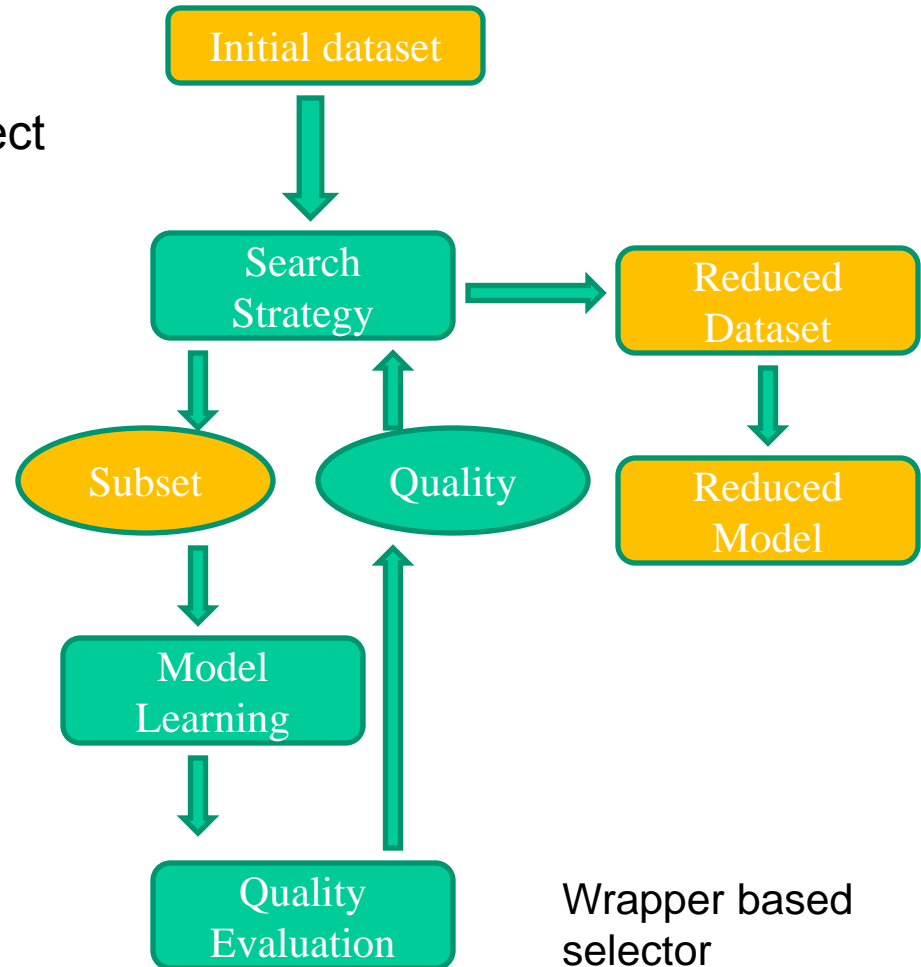 Initial dataset
ect
Search
Strategy
Reduced
Dataset
Subset
Quality
Reduced
Model
Model
Learning
Quality
Evaluation
Wrapper based
selector